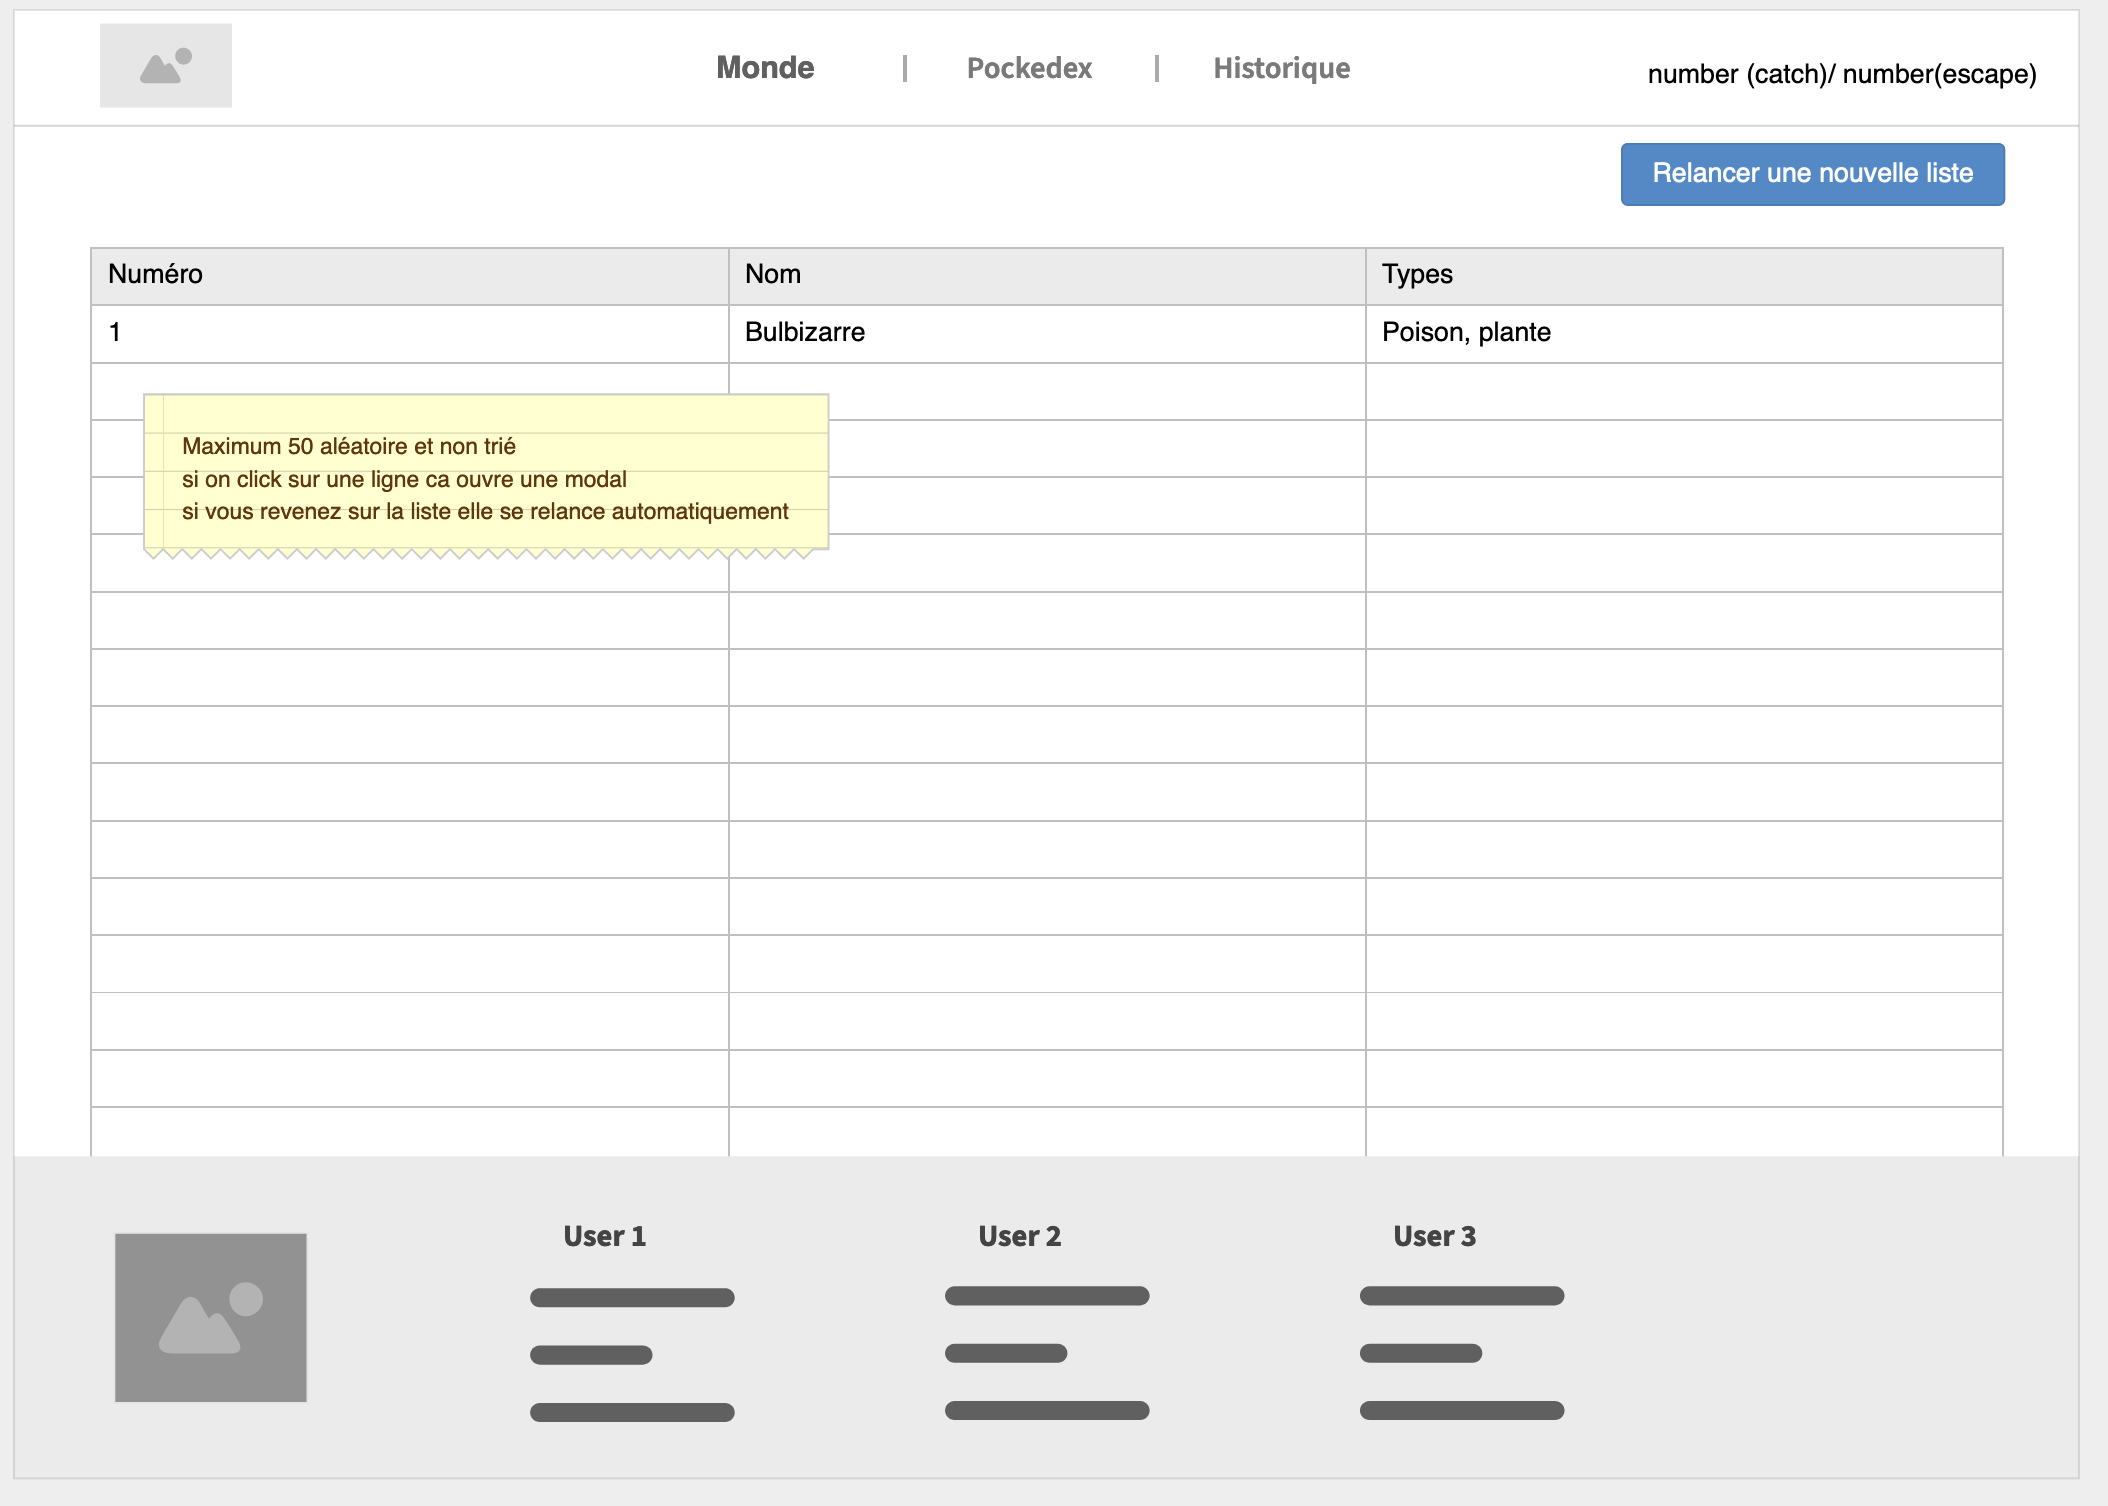 Monde | Pockedex | Historique
number (catch)/ number(escape)
Relancer une nouvelle liste
Numéro Nom Types
1 Bulbizarre Poison, plante
Maximum 50 aléatoire et non trié
si on click sur une ligne ca ouvre une modal
si vous revenez sur la liste elle se relance automatiquement
User 1 User 2 User 3